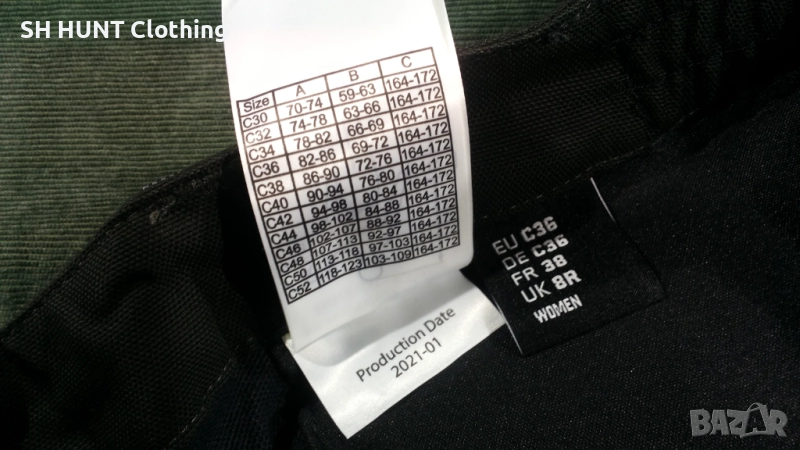 SH HUNT Clothing
Size A B C
C30 70-74 59-63 164-172
C32 74-78 63-66 164-172
C34 78-82 66-69 164-172
C36 82-86 69-72 164-172
C38 86-90 72-76 164-172
C40 90-94 76-80 164-172
C42 94-98 80-84 164-172
C44 98-102 84-88 164-172
C46 102-107 88-92 164-172
C48 107-113 92-97 164-172
C50 113-118 97-103 164-172
C52 118-123 103-109 164-172
Production Date
2021-01
EU C36
DE C36
FR 38
UK 8R
WOMEN
BAZAR